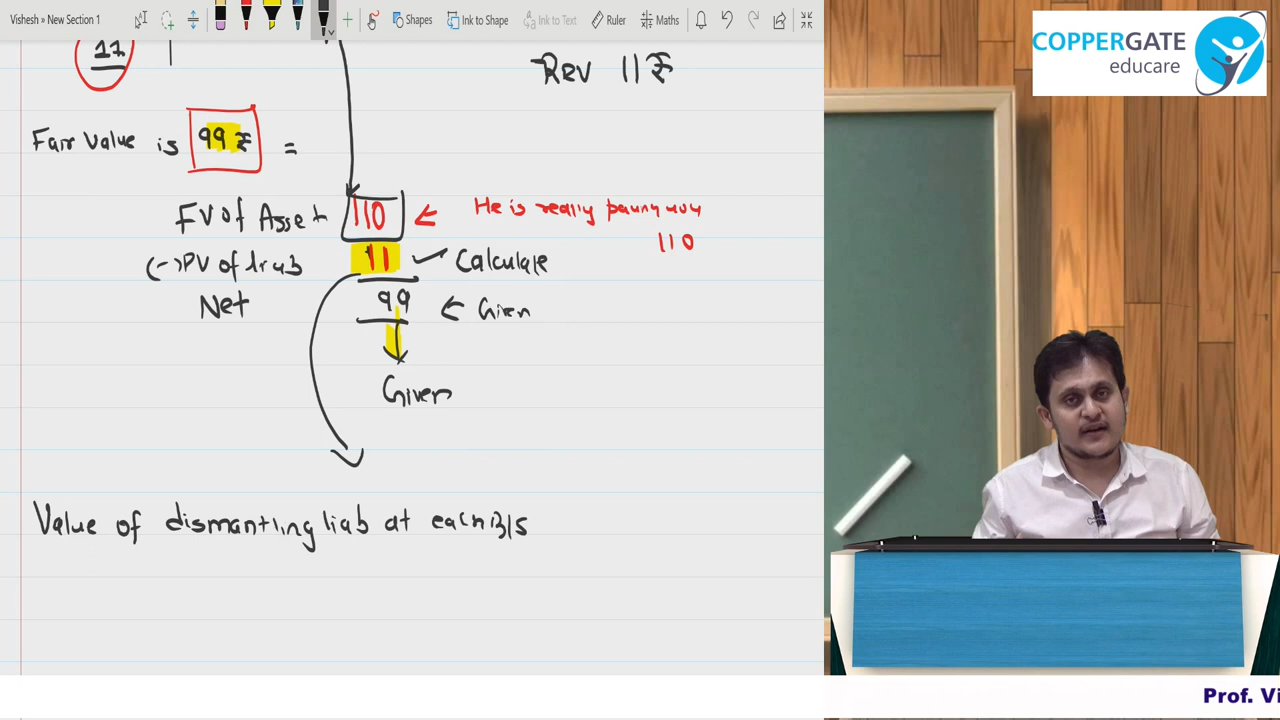 Vishesh » New Section 1
Shapes
Ink to Shape
Ink to Text
Ruler
Maths
COPPERGATE
educare
11
Rev 11₹
Fair Value is 99₹ =
FV of Asset 110 ← He is really paying you
110
(-) PV of liab 11 ✓ Calculate
Net 99 ← Given
Given
Value of dismantling liab at each B/S
Prof. Vi